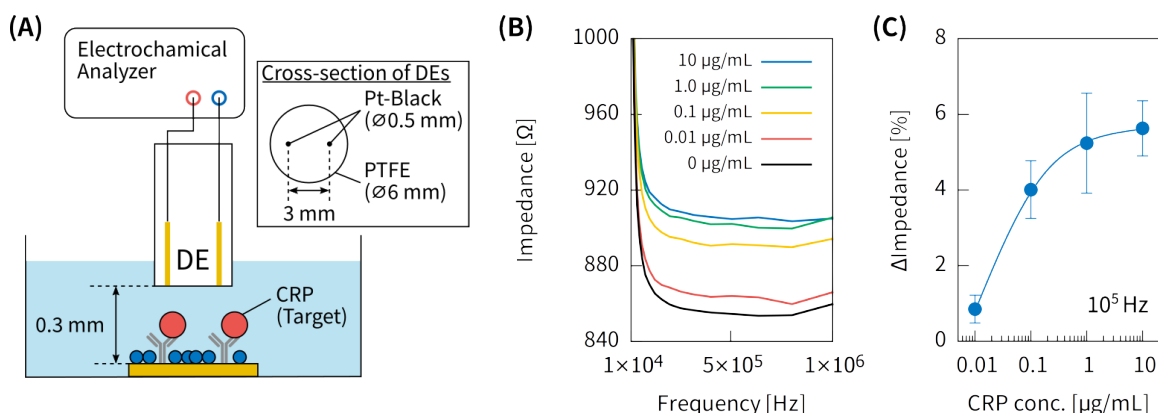 (A)
Electrochamical
Analyzer
Cross-section of DEs
Pt-Black
(∅0.5 mm)
PTFE
(∅6 mm)
3 mm
DE
0.3 mm
CRP
(Target)
(B)
Impedance [Ω]
1000
960
920
880
840
10 µg/mL
1.0 µg/mL
0.1 µg/mL
0.01 µg/mL
0 µg/mL
1×10⁴
5×10⁵
1×10⁶
Frequency [Hz]
(C)
ΔImpedance [%]
8
6
4
2
0
10⁵ Hz
0.01
0.1
1
10
CRP conc. [µg/mL]